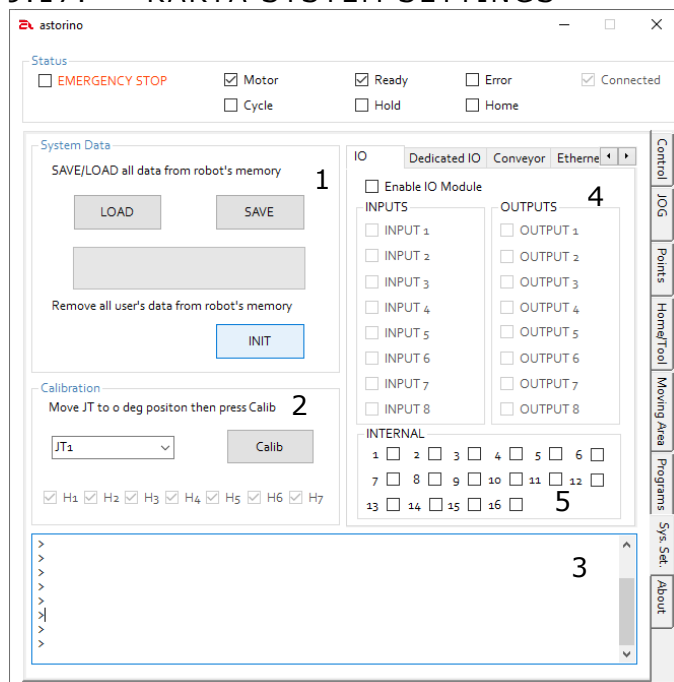 astorino
Status
EMERGENCY STOP
Motor
Ready
Error
Connected
Cycle
Hold
Home
System Data
SAVE/LOAD all data from robot's memory
1
LOAD
SAVE
Remove all user's data from robot's memory
INIT
Calibration
Move JT to 0 deg positon then press Calib
2
JT1
Calib
H1 H2 H3 H4 H5 H6 H7
IO
Dedicated IO
Conveyor
Etherne
Enable IO Module
4
INPUTS
INPUT 1
INPUT 2
INPUT 3
INPUT 4
INPUT 5
INPUT 6
INPUT 7
INPUT 8
OUTPUTS
OUTPUT 1
OUTPUT 2
OUTPUT 3
OUTPUT 4
OUTPUT 5
OUTPUT 6
OUTPUT 7
OUTPUT 8
INTERNAL
1 2 3 4 5 6
7 8 9 10 11 12
13 14 15 16
5
>
>
>
>
>
>
>
>
3
Control
JOG
Points
Home/Tool
Moving Area
Programs
Sys. Set.
About